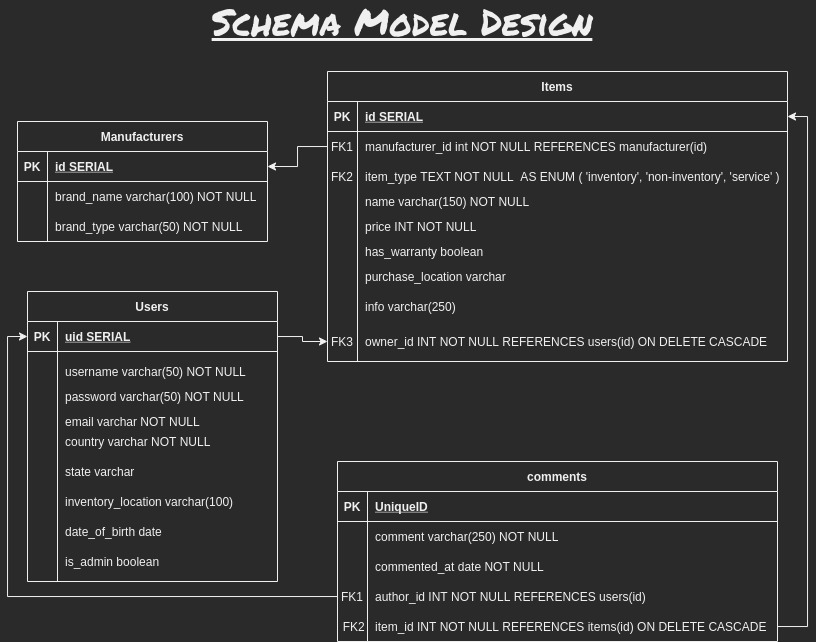 Schema Model Design
Manufacturers
PK id SERIAL
brand_name varchar(100) NOT NULL
brand_type varchar(50) NOT NULL
Items
PK id SERIAL
FK1 manufacturer_id int NOT NULL REFERENCES manufacturer(id)
FK2 item_type TEXT NOT NULL  AS ENUM ( 'inventory', 'non-inventory', 'service' )
name varchar(150) NOT NULL
price INT NOT NULL
has_warranty boolean
purchase_location varchar
info varchar(250)
FK3 owner_id INT NOT NULL REFERENCES users(id) ON DELETE CASCADE
Users
PK uid SERIAL
username varchar(50) NOT NULL
password varchar(50) NOT NULL
email varchar NOT NULL
country varchar NOT NULL
state varchar
inventory_location varchar(100)
date_of_birth date
is_admin boolean
comments
PK UniqueID
comment varchar(250) NOT NULL
commented_at date NOT NULL
FK1 author_id INT NOT NULL REFERENCES users(id)
FK2 item_id INT NOT NULL REFERENCES items(id) ON DELETE CASCADE